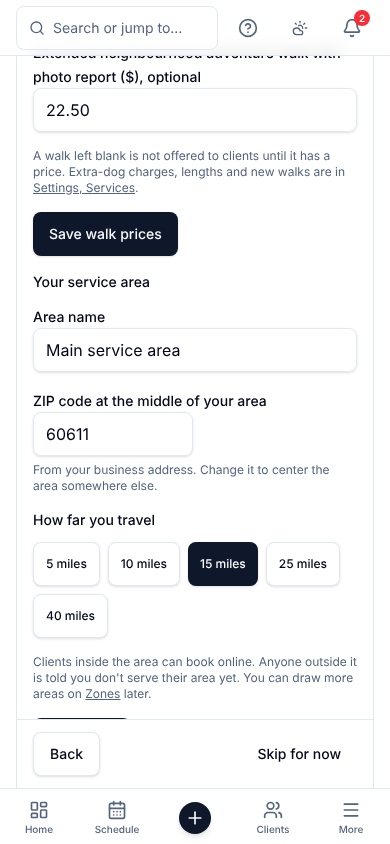 Search or jump to...
2
Extended neighbourhood adventure walk with
photo report ($), optional
22.50
A walk left blank is not offered to clients until it has a
price. Extra-dog charges, lengths and new walks are in
Settings, Services.
Save walk prices
Your service area
Area name
Main service area
ZIP code at the middle of your area
60611
From your business address. Change it to center the
area somewhere else.
How far you travel
5 miles
10 miles
15 miles
25 miles
40 miles
Clients inside the area can book online. Anyone outside it
is told you don't serve their area yet. You can draw more
areas on Zones later.
Back
Skip for now
Home
Schedule
Clients
More